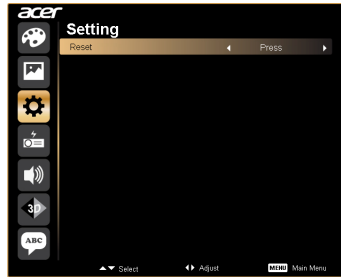 acer
Setting
Reset Press
3D
ABC
Select Adjust MENU Main Menu